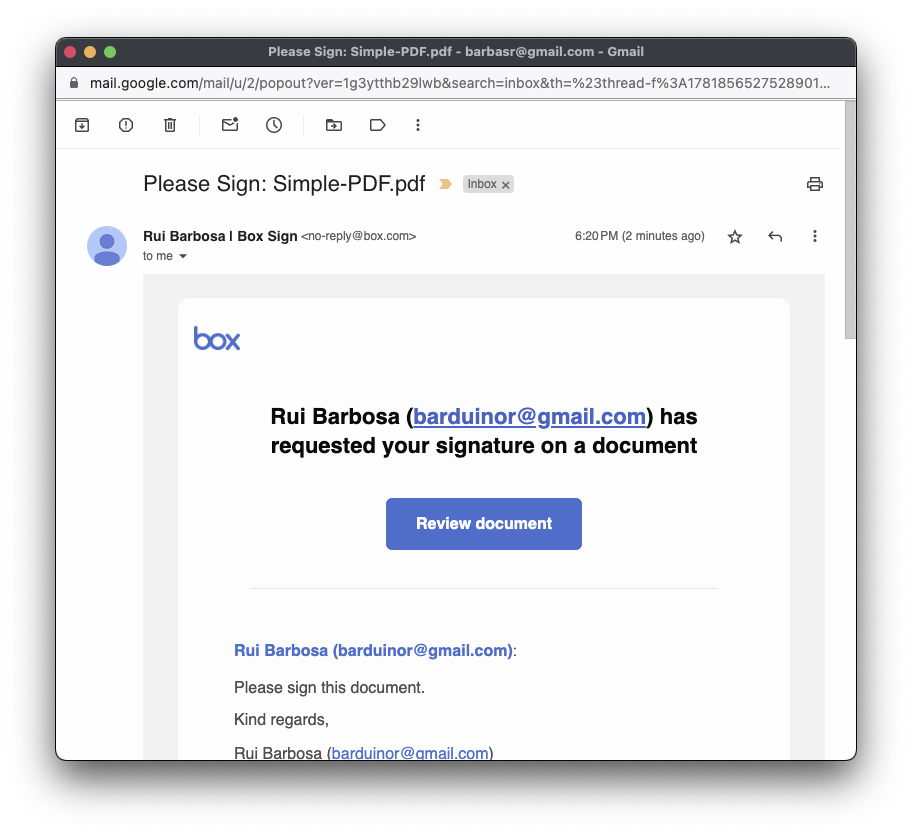 Please Sign: Simple-PDF.pdf - barbasr@gmail.com - Gmail
mail.google.com/mail/u/2/popout?ver=1g3ytthb29lwb&search=inbox&th=%23thread-f%3A1781856527528901...
Please Sign: Simple-PDF.pdf
Inbox x
Rui Barbosa | Box Sign <no-reply@box.com>
6:20 PM (2 minutes ago)
to me
box
Rui Barbosa (barduinor@gmail.com) has
requested your signature on a document
Review document
Rui Barbosa (barduinor@gmail.com):
Please sign this document.
Kind regards,
Rui Barbosa (barduinor@gmail.com)